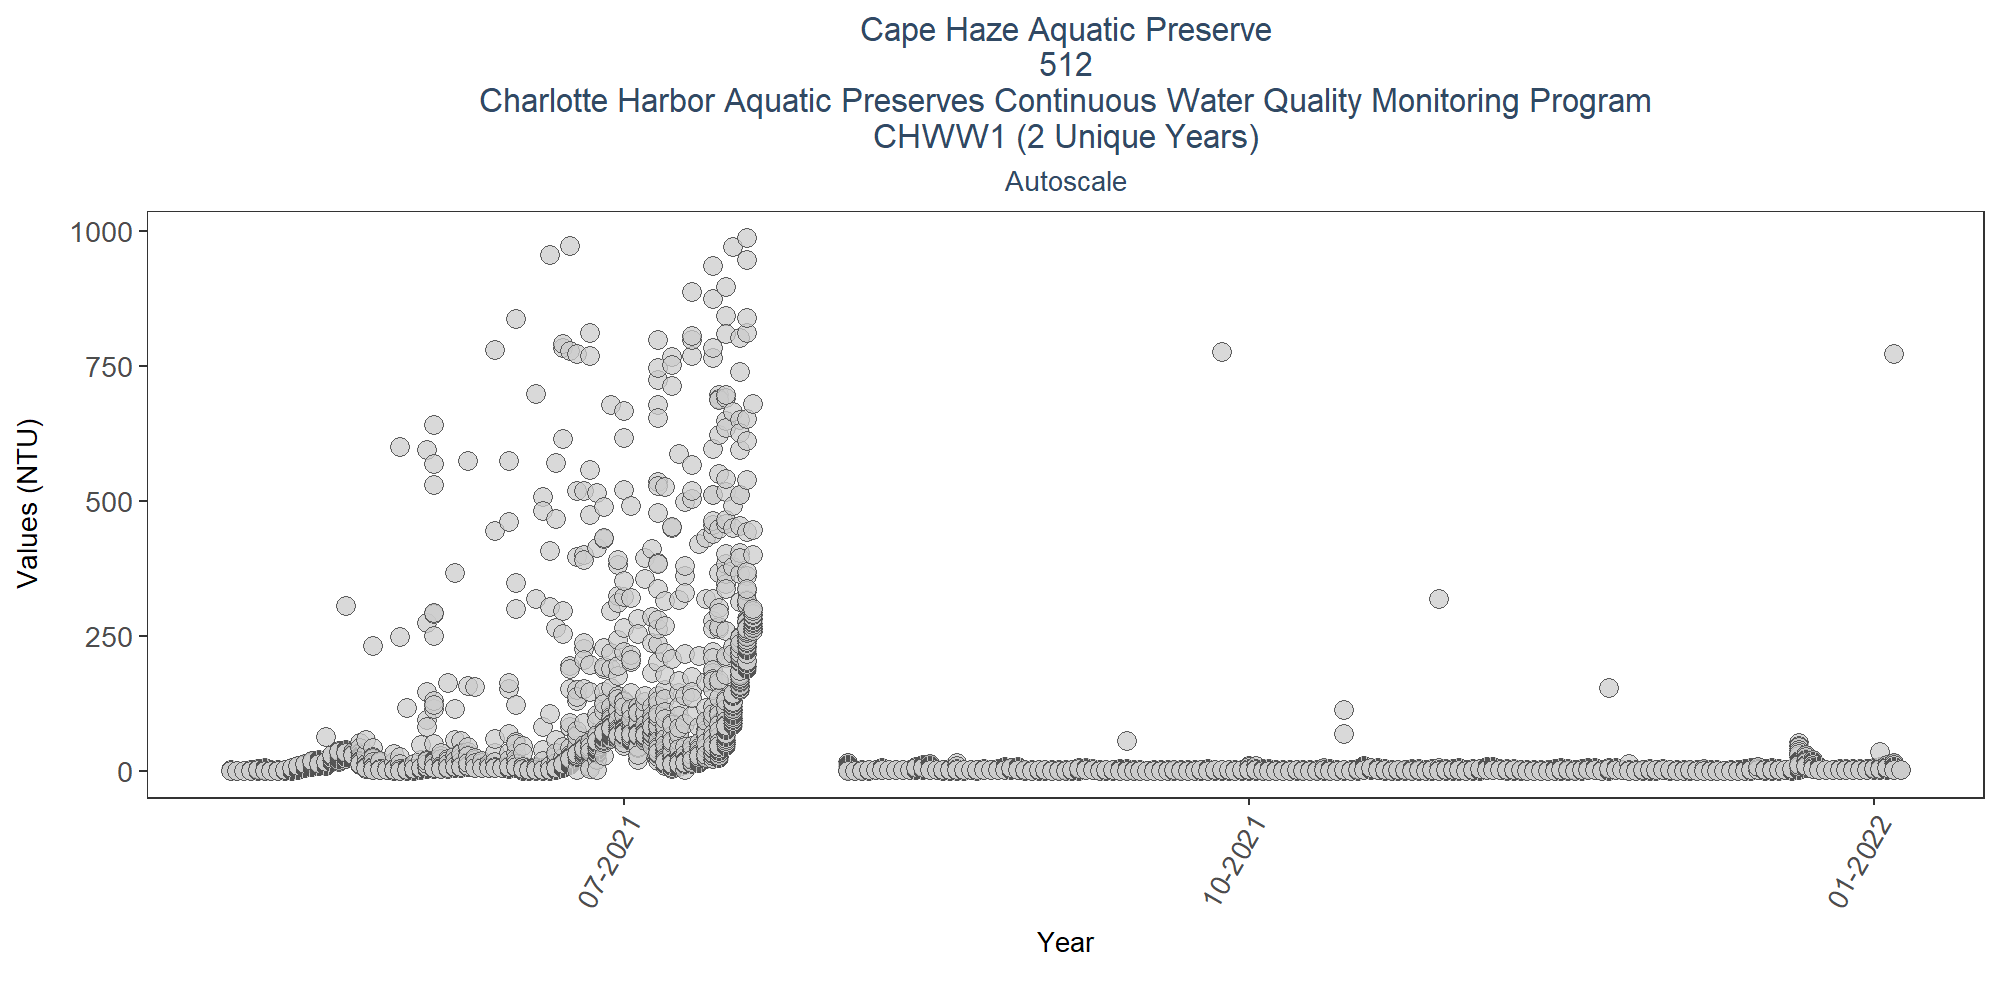 Cape Haze Aquatic Preserve
512
Charlotte Harbor Aquatic Preserves Continuous Water Quality Monitoring Program
CHWW1 (2 Unique Years)
Autoscale
Values (NTU)
1000
750
500
250
0
07-2021
10-2021
01-2022
Year